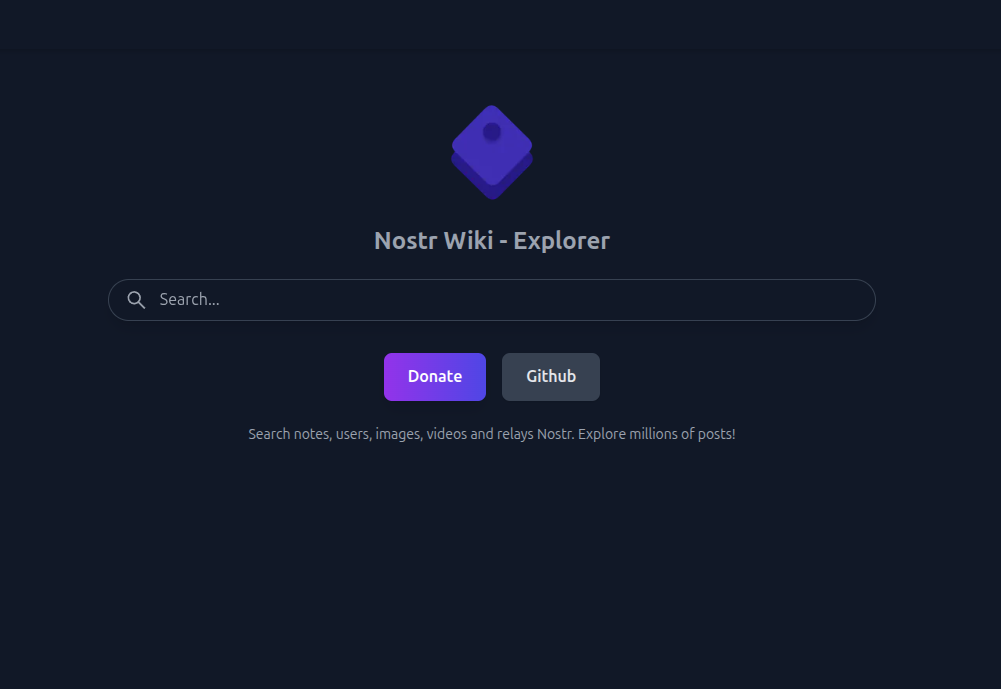 Nostr Wiki - Explorer
Search...
Donate
Github
Search notes, users, images, videos and relays Nostr. Explore millions of posts!